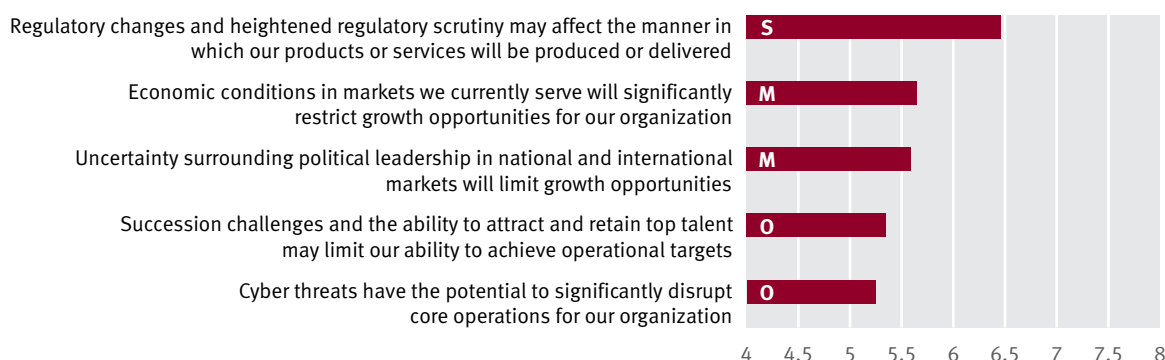 Regulatory changes and heightened regulatory scrutiny may affect the manner in
which our products or services will be produced or delivered
S
Economic conditions in markets we currently serve will significantly
restrict growth opportunities for our organization
M
Uncertainty surrounding political leadership in national and international
markets will limit growth opportunities
M
Succession challenges and the ability to attract and retain top talent
may limit our ability to achieve operational targets
O
Cyber threats have the potential to significantly disrupt
core operations for our organization
O
4 4.5 5 5.5 6 6.5 7 7.5 8